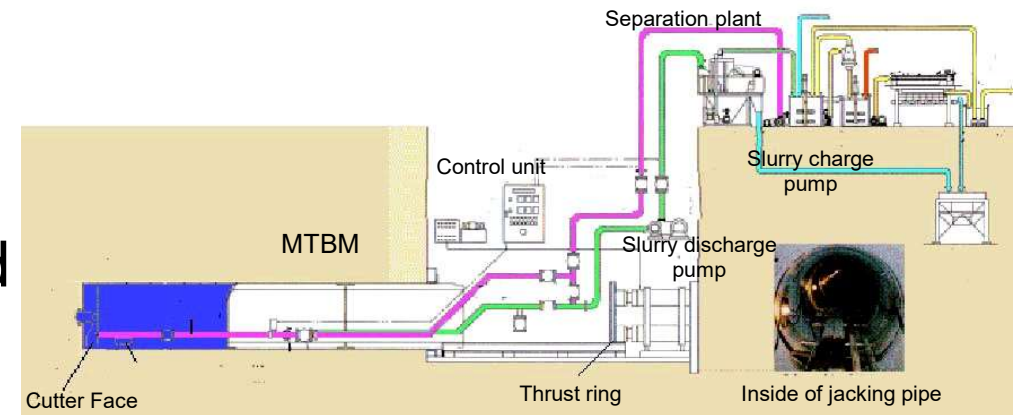 Separation plant
Control unit
Slurry charge
pump
MTBM
Slurry discharge
pump
Cutter Face
Thrust ring
Inside of jacking pipe